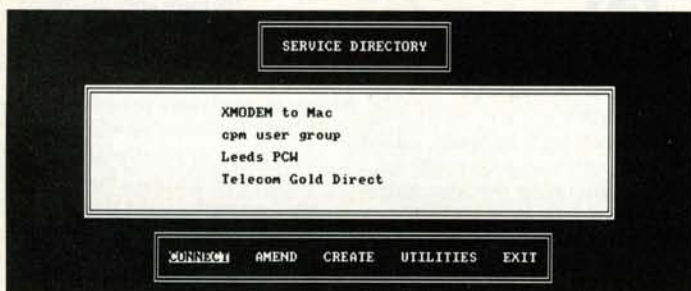 SERVICE DIRECTORY
XMODEM to Mac
cpm user group
Leeds PCW
Telecom Gold Direct
CONNECT AMEND CREATE UTILITIES EXIT